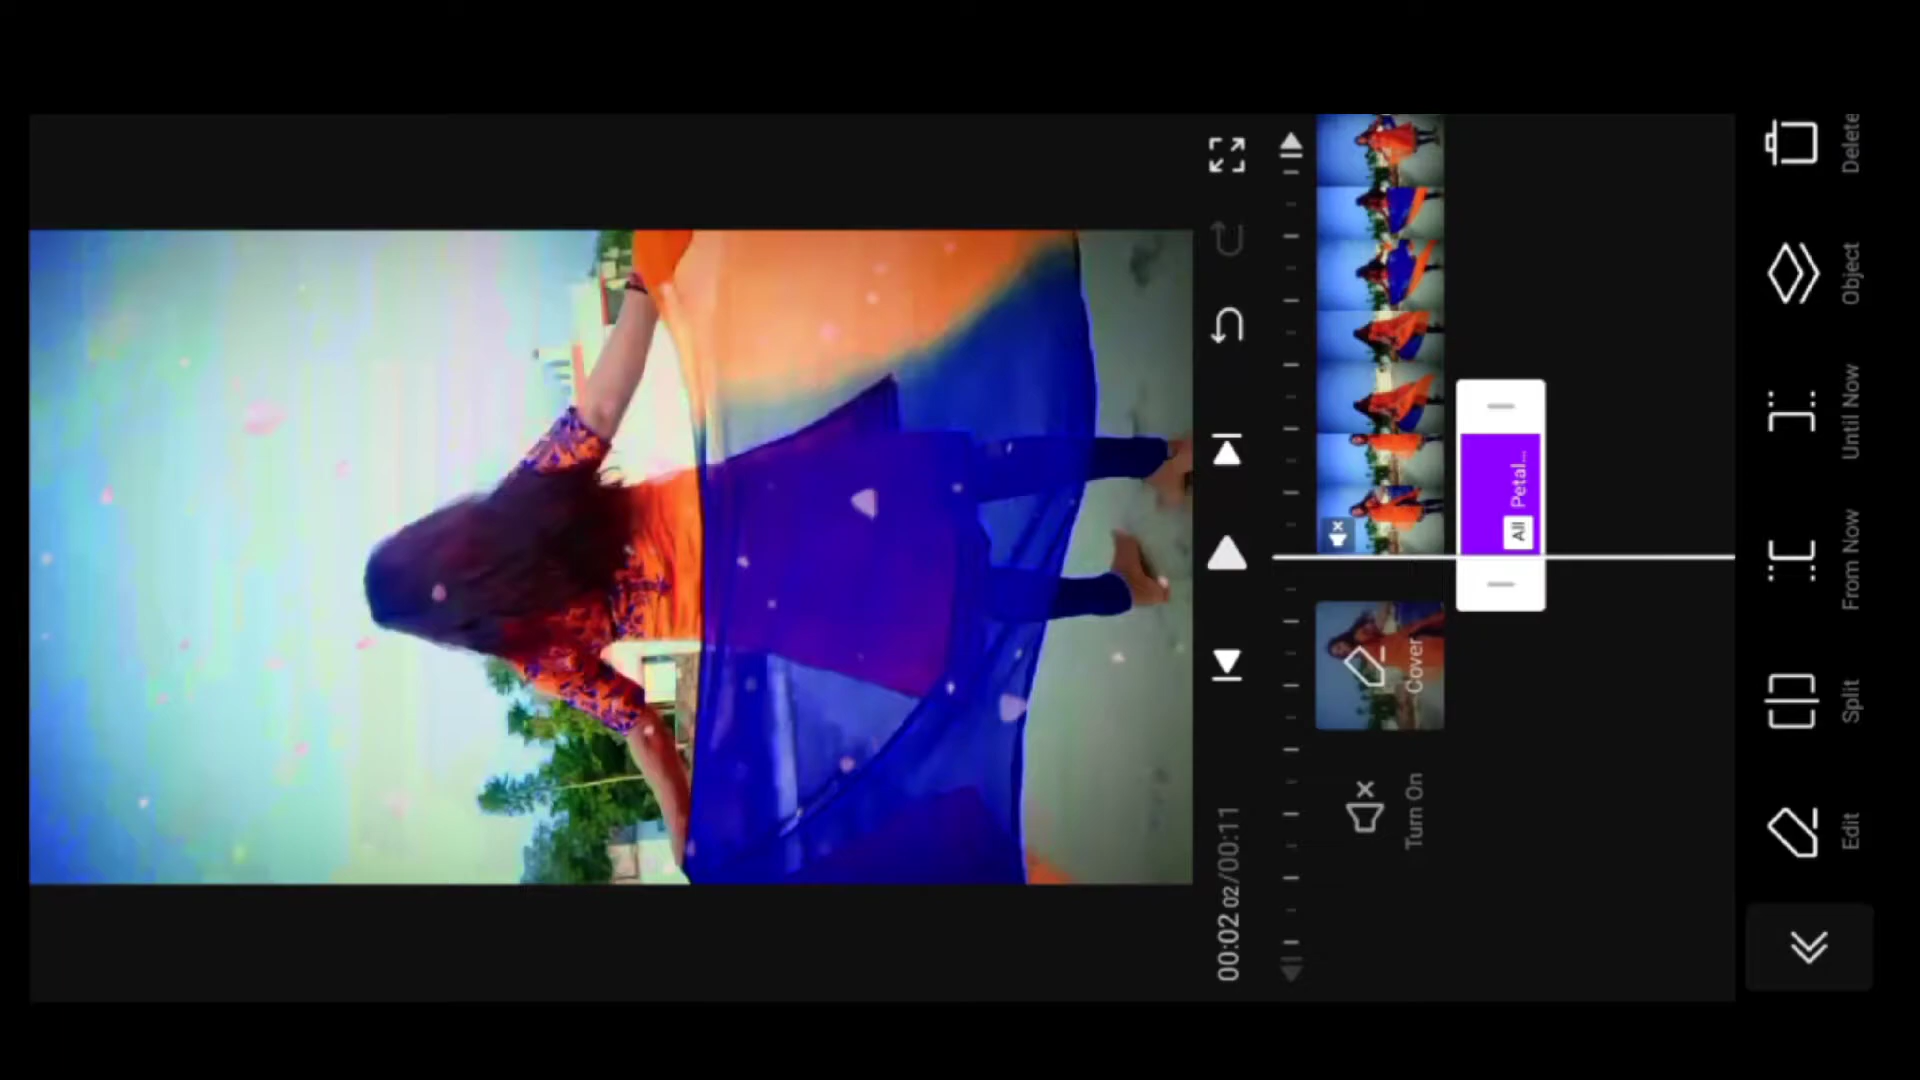 00:02 02/00:11
Turn On
Cover
All Petal...
Edit
Split
From Now
Until Now
Object
Delete